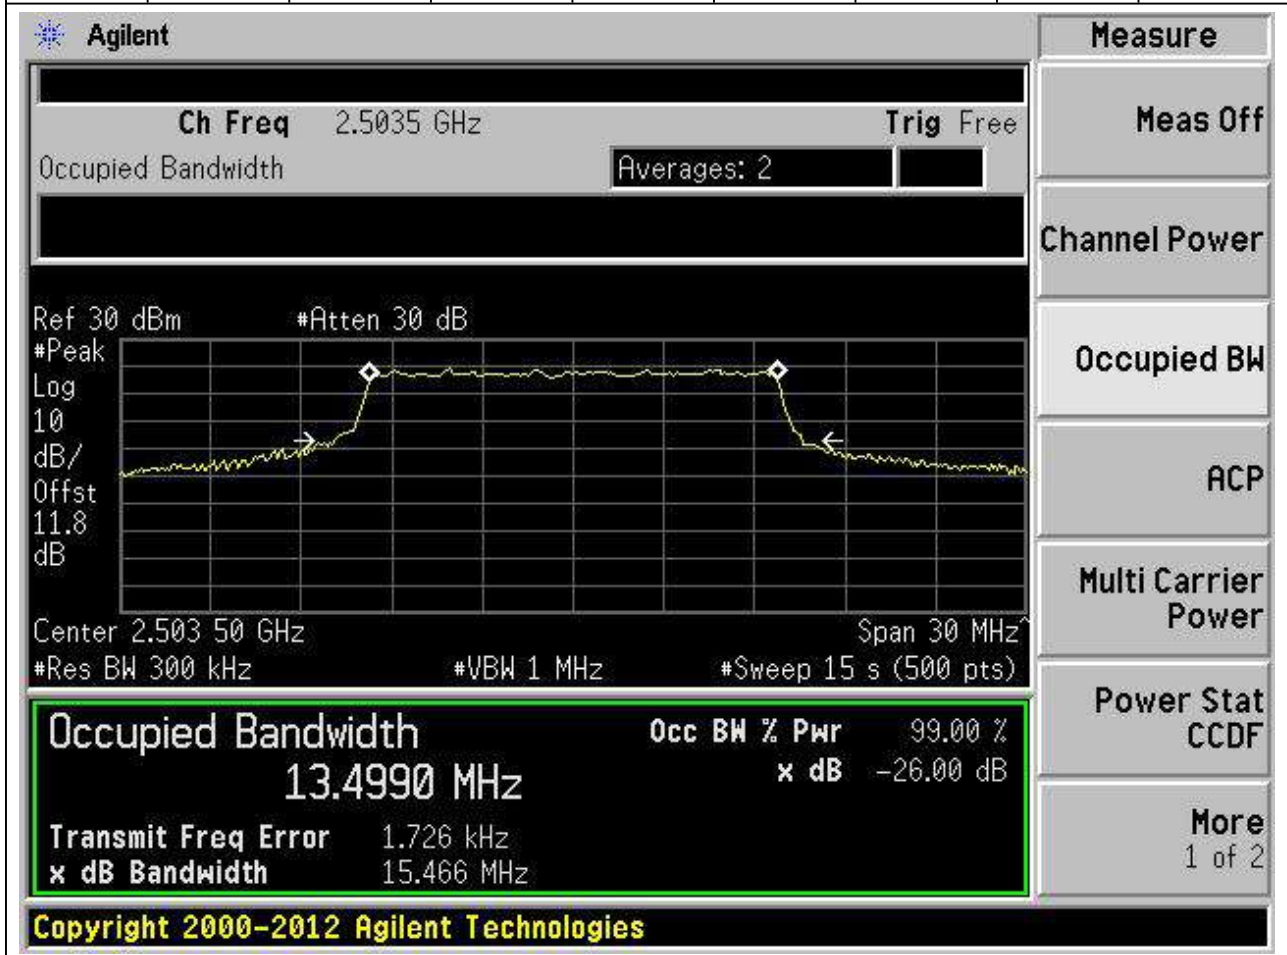 Agilent
Measure
Ch Freq 2.5035 GHz Trig Free
Occupied Bandwidth Averages: 2
Meas Off
Channel Power
Occupied BW
ACP
Multi Carrier
Power
Power Stat
CCDF
More
1 of 2
Ref 30 dBm #Atten 30 dB
#Peak
Log
10
dB/
Offst
11.8
dB
Center 2.503 50 GHz Span 30 MHz^
#Res BW 300 kHz #VBW 1 MHz #Sweep 15 s (500 pts)
Occupied Bandwidth Occ BW % Pwr 99.00 %
13.4990 MHz x dB -26.00 dB
Transmit Freq Error 1.726 kHz
x dB Bandwidth 15.466 MHz
Copyright 2000-2012 Agilent Technologies